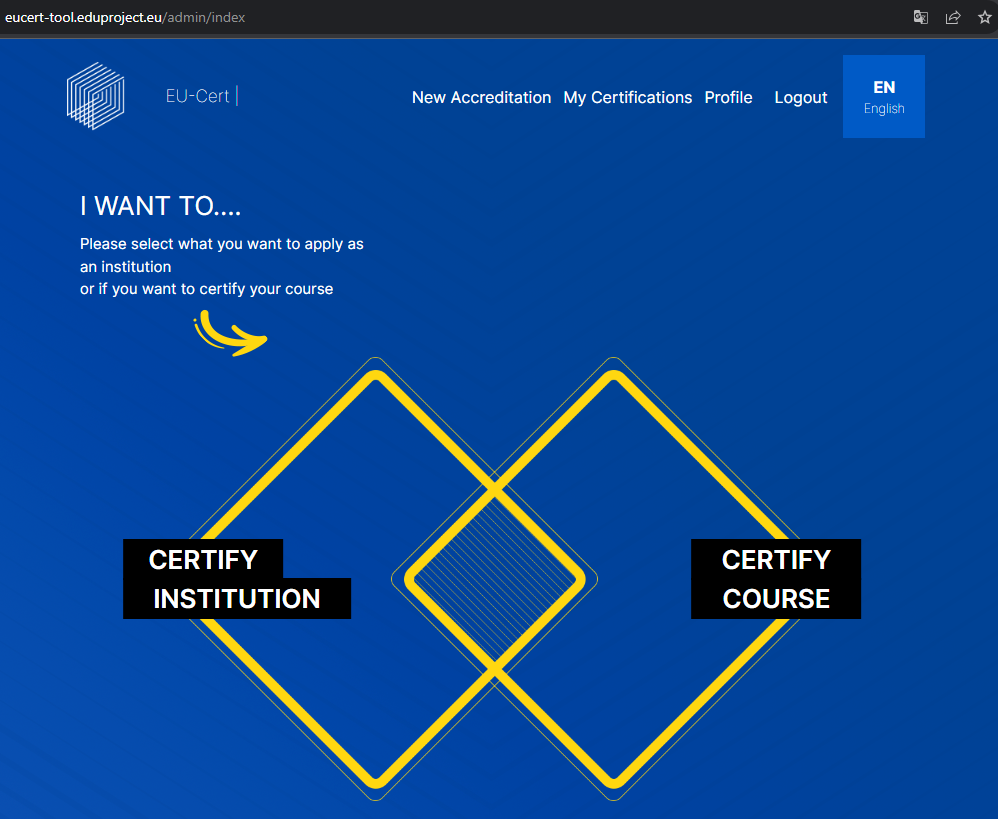 eucert-tool.eduproject.eu/admin/index
EU-Cert |
New Accreditation My Certifications Profile Logout
EN
English
I WANT TO....
Please select what you want to apply as
an institution
or if you want to certify your course
CERTIFY
INSTITUTION
CERTIFY
COURSE